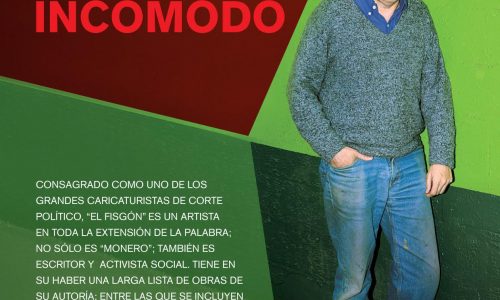 INCÓMODO
CONSAGRADO COMO UNO DE LOS
GRANDES CARICATURISTAS DE CORTE
POLÍTICO, “EL FISGÓN” ES UN ARTISTA
EN TODA LA EXTENSIÓN DE LA PALABRA;
NO SÓLO ES “MONERO”; TAMBIÉN ES
ESCRITOR Y ACTIVISTA SOCIAL. TIENE EN
SU HABER UNA LARGA LISTA DE OBRAS DE
SU AUTORÍA; ENTRE LAS QUE SE INCLUYEN